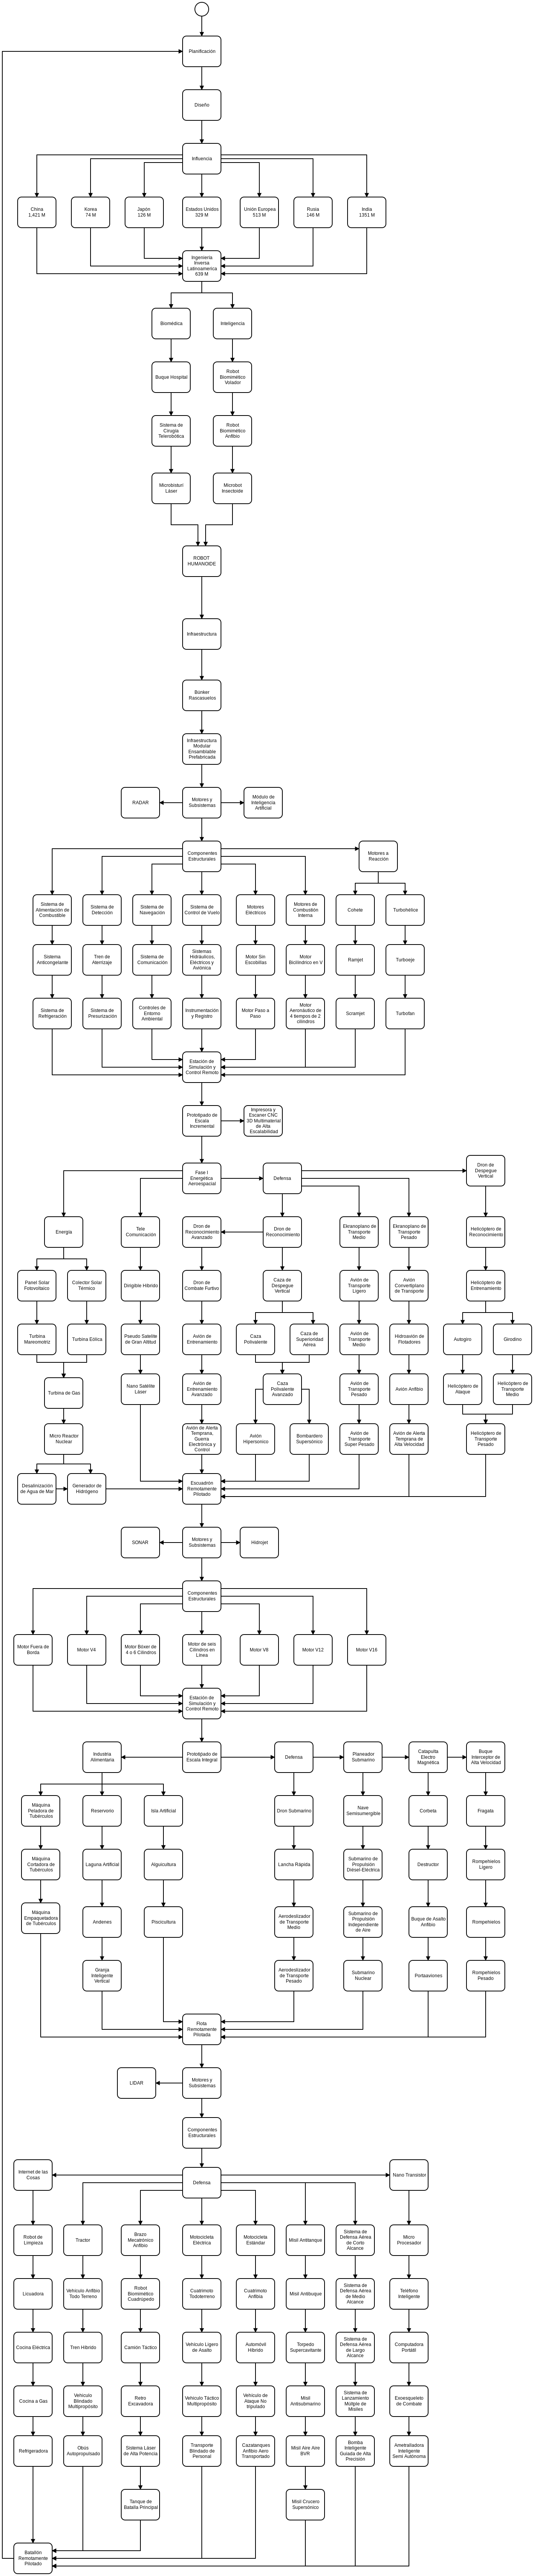 Planificación
Diseño
Influencia
China
1,421 M
Korea
74 M
Japón
126 M
Estados Unidos
329 M
Unión Europea
513 M
Rusia
146 M
India
1351 M
Ingeniería
Inversa
Latinoamerica
639 M
Biomédica
Inteligencia
Buque Hospital
Robot
Biomimético
Volador
Sistema de
Cirugía
Telerobótica
Robot
Biomimético
Anfibio
Microbisturí
Láser
Microbot
Insectoide
ROBOT
HUMANOIDE
Infraestructura
Búnker
Rascasuelos
Infraestructura
Modular
Ensamblable
Prefabricada
RADAR
Motores y
Subsistemas
Módulo de
Inteligencia
Artificial
Componentes
Estructurales
Motores a
Reacción
Sistema de
Alimentación de
Combustible
Sistema de
Detección
Sistema de
Navegación
Sistema de
Control de Vuelo
Motores
Eléctricos
Motores de
Combustión
Interna
Cohete
Turbohélice
Sistema
Anticongelante
Tren de
Aterrizaje
Sistema de
Comunicación
Sistemas
Hidráulicos,
Eléctricos y
Aviónica
Motor Sin
Escobillas
Motor
Bicilíndrico en V
Ramjet
Turboeje
Sistema de
Refrigeración
Sistema de
Presurización
Controles de
Entorno
Ambiental
Instrumentación
y Registro
Motor Paso a
Paso
Motor
Aeronáutico de
4 tiempos de 2
cilindros
Scramjet
Turbofan
Estación de
Simulación y
Control Remoto
Prototipado de
Escala
Incremental
Impresora y
Escaner CNC
3D Multimaterial
de Alta
Escalabilidad
Fase I
Energética
Aeroespacial
Defensa
Dron de
Despegue
Vertical
Energía
Tele
Comunicación
Dron de
Reconocimiento
Avanzado
Dron de
Reconocimiento
Ekranoplano de
Transporte
Medio
Ekranoplano de
Transporte
Pesado
Helicóptero de
Reconocimiento
Panel Solar
Fotovoltaico
Colector Solar
Térmico
Dirigible Híbrido
Dron de
Combate Furtivo
Caza de
Despegue
Vertical
Avión de
Transporte
Ligero
Avión
Convertiplano
de Transporte
Helicóptero de
Entrenamiento
Turbina
Mareomotriz
Turbina Eólica
Pseudo Satelite
de Gran Altitud
Avión de
Entrenamiento
Caza
Polivalente
Caza de
Superioridad
Aérea
Avión de
Transporte
Medio
Hidroavión de
Flotadores
Autogiro
Girodino
Turbina de Gas
Nano Satélite
Láser
Avión de
Entrenamiento
Avanzado
Caza
Polivalente
Avanzado
Avión de
Transporte
Pesado
Avión Anfibio
Helicóptero de
Ataque
Helicóptero de
Transporte
Medio
Micro Reactor
Nuclear
Avión de Alerta
Temprana,
Guerra
Electrónica y
Control
Avión
Hipersonico
Bombardero
Supersónico
Avión de
Transporte
Super Pesado
Avión de Alerta
Temprana de
Alta Velocidad
Helicóptero de
Transporte
Pesado
Desalinización
de Agua de Mar
Generador de
Hidrógeno
Escuadrón
Remotamente
Pilotado
SONAR
Motores y
Subsistemas
Hidrojet
Componentes
Estructurales
Motor Fuera de
Borda
Motor V4
Motor Bóxer de
4 o 6 Cilindros
Motor de seis
Cilindros en
Línea
Motor V8
Motor V12
Motor V16
Estación de
Simulación y
Control Remoto
Industria
Alimentaria
Prototipado de
Escala Integral
Defensa
Planeador
Submarino
Catapulta
Electro
Magnética
Buque
Interceptor de
Alta Velocidad
Máquina
Peladora de
Tubérculos
Reservorio
Isla Artificial
Dron Submarino
Nave
Semisumergible
Corbeta
Fragata
Máquina
Cortadora de
Tubérculos
Laguna Artificial
Alguicultura
Lancha Rápida
Submarino de
Propulsión
Diésel-Eléctrica
Destructor
Rompehielos
Ligero
Máquina
Empaquetadora
de Tubérculos
Andenes
Piscicultura
Aerodeslizador
de Transporte
Medio
Submarino de
Propulsión
Independiente
de Aire
Buque de Asalto
Anfibio
Rompehielos
Granja
Inteligente
Vertical
Aerodeslizador
de Transporte
Pesado
Submarino
Nuclear
Portaaviones
Rompehielos
Pesado
Flota
Remotamente
Pilotada
LIDAR
Motores y
Subsistemas
Componentes
Estructurales
Internet de las
Cosas
Defensa
Nano Transistor
Robot de
Limpieza
Tractor
Brazo
Mecatrónico
Anfibio
Motocicleta
Eléctrica
Motocicleta
Estándar
Misil Antitanque
Sistema de
Defensa Aérea
de Corto
Alcance
Micro
Procesador
Licuadora
Vehículo Anfibio
Todo Terreno
Robot
Biomimético
Cuadrúpedo
Cuatrimoto
Todoterreno
Cuatrimoto
Anfibia
Misil Antibuque
Sistema de
Defensa Aérea
de Medio
Alcance
Teléfono
Inteligente
Cocina Eléctrica
Tren Híbrido
Camión Táctico
Vehículo Ligero
de Asalto
Automóvil
Híbrido
Torpedo
Supercavitante
Sistema de
Defensa Aérea
de Largo
Alcance
Computadora
Portátil
Cocina a Gas
Vehículo
Blindado
Multipropósito
Retro
Excavadora
Vehículo Táctico
Multipropósito
Vehículo de
Ataque No
Tripulado
Misil
Antisubmarino
Sistema de
Lanzamiento
Múltiple de
Misiles
Exoesqueleto
de Combate
Refrigeradora
Obús
Autopropulsado
Sistema Láser
de Alta Potencia
Transporte
Blindado de
Personal
Cazatanques
Anfibio Aero
Transportado
Misil Aire Aire
BVR
Bomba
Inteligente
Guiada de Alta
Precisión
Ametralladora
Inteligente
Semi Autónoma
Tanque de
Batalla Principal
Misil Crucero
Supersónico
Batallón
Remotamente
Pilotado